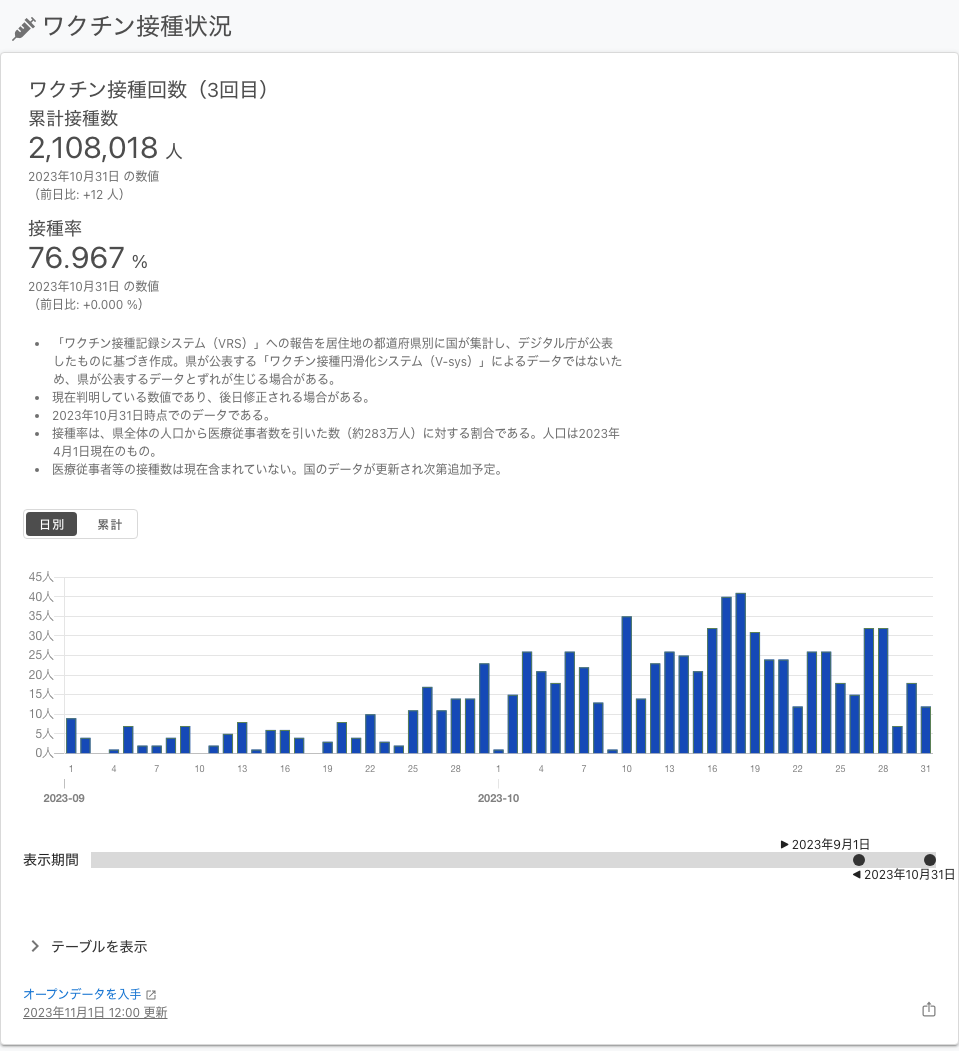 ワクチン接種状況
ワクチン接種回数（3回目）
累計接種数
2,108,018 人
2023年10月31日 の数値
（前日比: +12 人）
接種率
76.967 %
2023年10月31日 の数値
（前日比: +0.000 %）
• 「ワクチン接種記録システム（VRS）」への報告を居住地の都道府県別に国が集計し、デジタル庁が公表
したものに基づき作成。県が公表する「ワクチン接種円滑化システム（V-sys）」によるデータではないた
め、県が公表するデータとずれが生じる場合がある。
• 現在判明している数値であり、後日修正される場合がある。
• 2023年10月31日時点でのデータである。
• 接種率は、県全体の人口から医療従事者数を引いた数（約283万人）に対する割合である。人口は2023年
4月1日現在のもの。
• 医療従事者等の接種数は現在含まれていない。国のデータが更新され次第追加予定。
日別 累計
45人
40人
35人
30人
25人
20人
15人
10人
5人
0人
1 4 7 10 13 16 19 22 25 28 1 4 7 10 13 16 19 22 25 28 31
2023-09 2023-10
▶ 2023年9月1日
表示期間
◀ 2023年10月31日
テーブルを表示
オープンデータを入手
2023年11月1日 12:00 更新